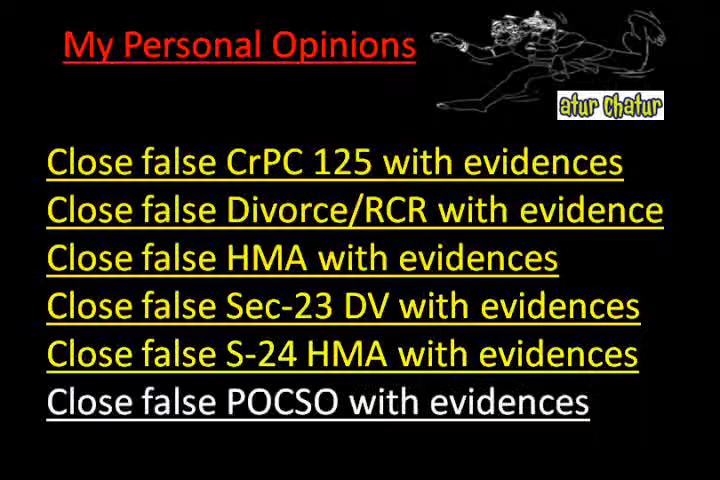 My Personal Opinions
atur Chatur
Close false CrPC 125 with evidences
Close false Divorce/RCR with evidence
Close false HMA with evidences
Close false Sec-23 DV with evidences
Close false S-24 HMA with evidences
Close false POCSO with evidences